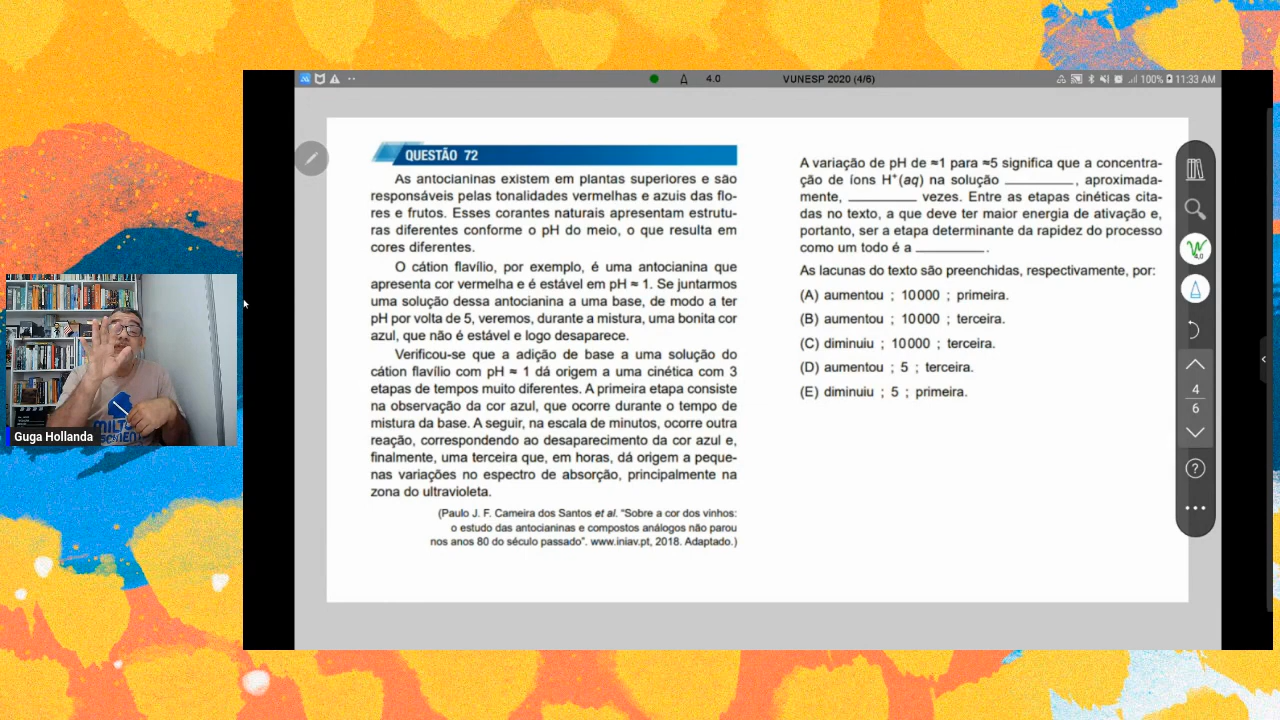 4.0
VUNESP 2020 (4/6)
100%
11:33 AM
QUESTÃO 72
As antocianinas existem em plantas superiores e são
responsáveis pelas tonalidades vermelhas e azuis das flo-
res e frutos. Esses corantes naturais apresentam estrutu-
ras diferentes conforme o pH do meio, o que resulta em
cores diferentes.
O cátion flavílio, por exemplo, é uma antocianina que
apresenta cor vermelha e é estável em pH ≈ 1. Se juntarmos
uma solução dessa antocianina a uma base, de modo a ter
pH por volta de 5, veremos, durante a mistura, uma bonita cor
azul, que não é estável e logo desaparece.
Verificou-se que a adição de base a uma solução do
cátion flavílio com pH ≈ 1 dá origem a uma cinética com 3
etapas de tempos muito diferentes. A primeira etapa consiste
na observação da cor azul, que ocorre durante o tempo de
mistura da base. A seguir, na escala de minutos, ocorre outra
reação, correspondendo ao desaparecimento da cor azul e,
finalmente, uma terceira que, em horas, dá origem a peque-
nas variações no espectro de absorção, principalmente na
zona do ultravioleta.
(Paulo J. F. Cameira dos Santos et al. “Sobre a cor dos vinhos:
o estudo das antocianinas e compostos análogos não parou
nos anos 80 do século passado”. www.iniav.pt, 2018. Adaptado.)
A variação de pH de ≈1 para ≈5 significa que a concentra-
ção de íons H⁺(aq) na solução _________, aproximada-
mente, _________ vezes. Entre as etapas cinéticas cita-
das no texto, a que deve ter maior energia de ativação e,
portanto, ser a etapa determinante da rapidez do processo
como um todo é a _________.
As lacunas do texto são preenchidas, respectivamente, por:
(A) aumentou ; 10 000 ; primeira.
(B) aumentou ; 10 000 ; terceira.
(C) diminuiu ; 10 000 ; terceira.
(D) aumentou ; 5 ; terceira.
(E) diminuiu ; 5 ; primeira.
4.0
4
6
?
Guga Hollanda